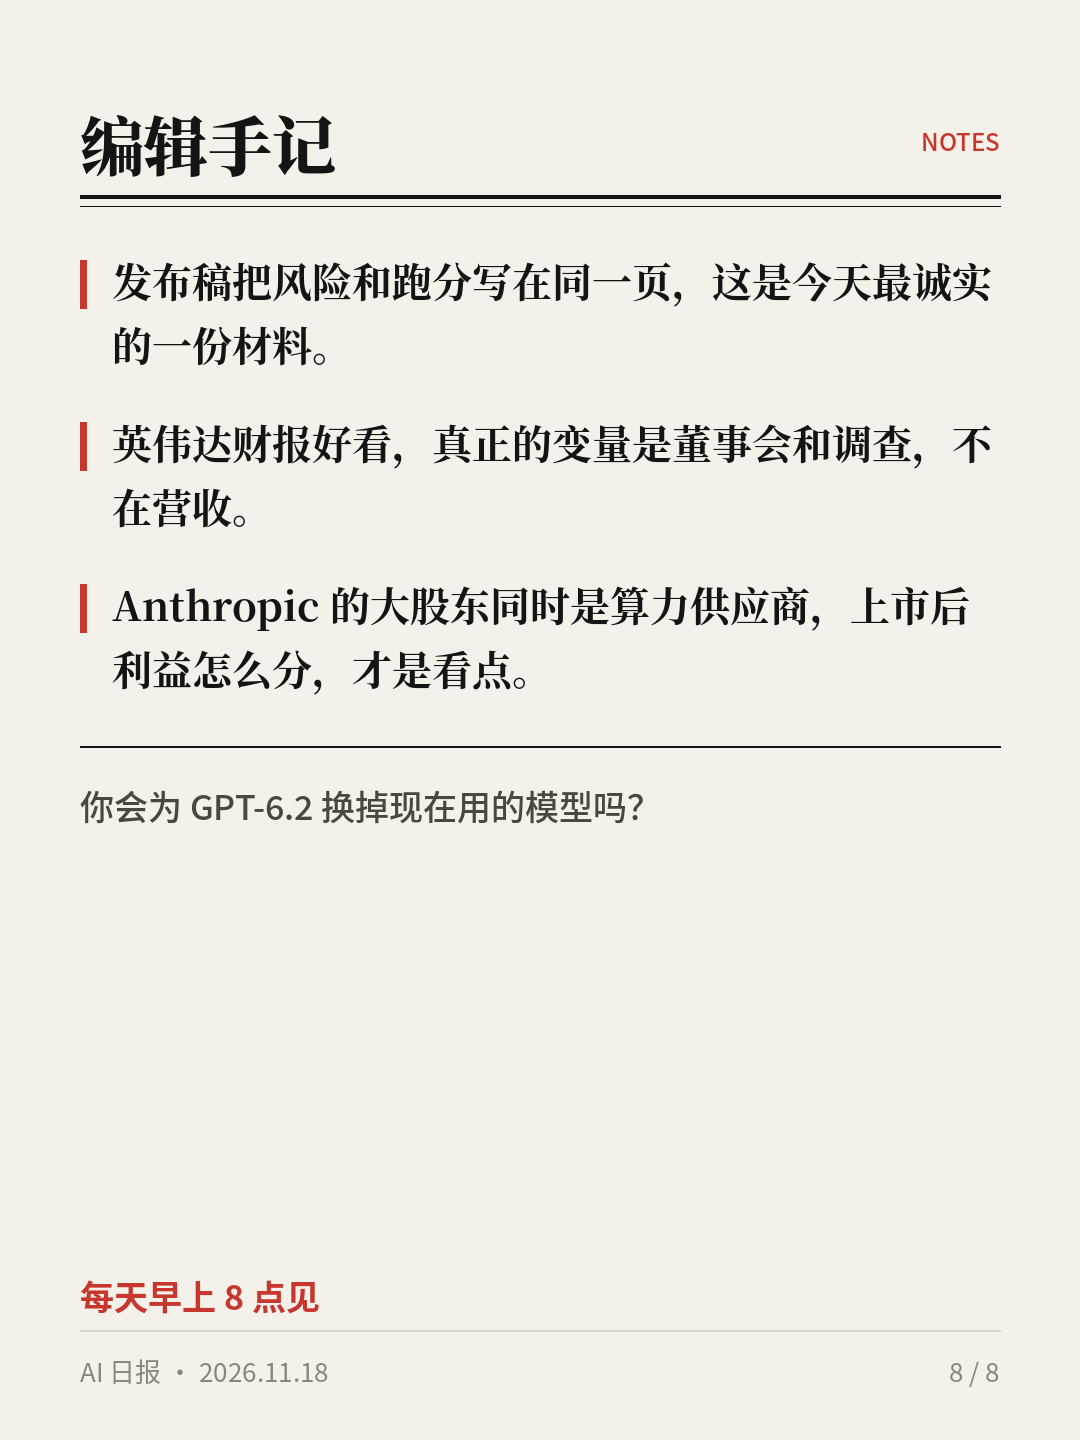 编辑手记
NOTES
发布稿把风险和跑分写在同一页，这是今天最诚实
的一份材料。
英伟达财报好看，真正的变量是董事会和调查，不
在营收。
Anthropic 的大股东同时是算力供应商，上市后
利益怎么分，才是看点。
你会为 GPT-6.2 换掉现在用的模型吗？
每天早上 8 点见
AI 日报 · 2026.11.18
8 / 8